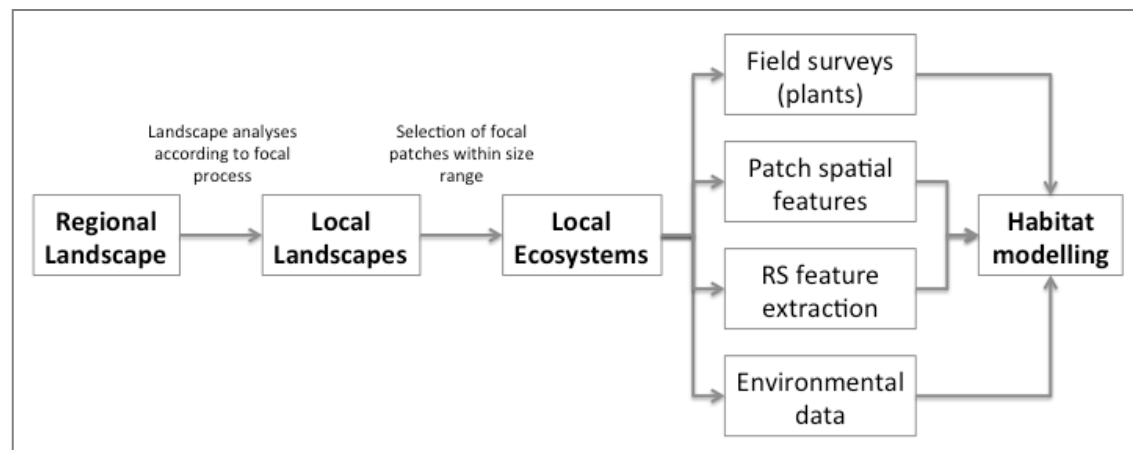 Regional
Landscape
Landscape analyses
according to focal
process
Local
Landscapes
Selection of focal
patches within size
range
Local
Ecosystems
Field surveys
(plants)
Patch spatial
features
RS feature
extraction
Environmental
data
Habitat
modelling